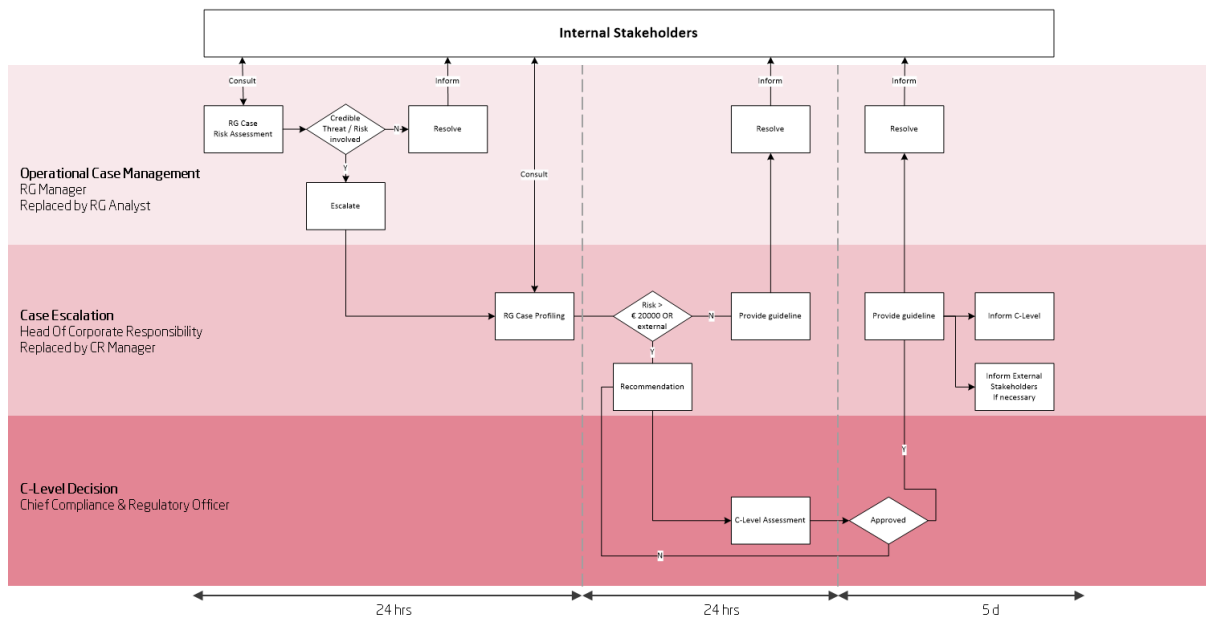 Internal Stakeholders
Consult
Inform
Consult
Inform
Inform
RG Case
Risk Assessment
Credible
Threat / Risk
involved
N
Resolve
Resolve
Resolve
Y
Escalate
Operational Case Management
RG Manager
Replaced by RG Analyst
Case Escalation
Head Of Corporate Responsibility
Replaced by CR Manager
RG Case Profiling
Risk >
€ 20000 OR
external
N
Provide guideline
Provide guideline
Inform C-Level
Y
Recommendation
Inform External
Stakeholders
If necessary
Y
C-Level Decision
Chief Compliance & Regulatory Officer
C-Level Assessment
Approved
N
24 hrs
24 hrs
5 d